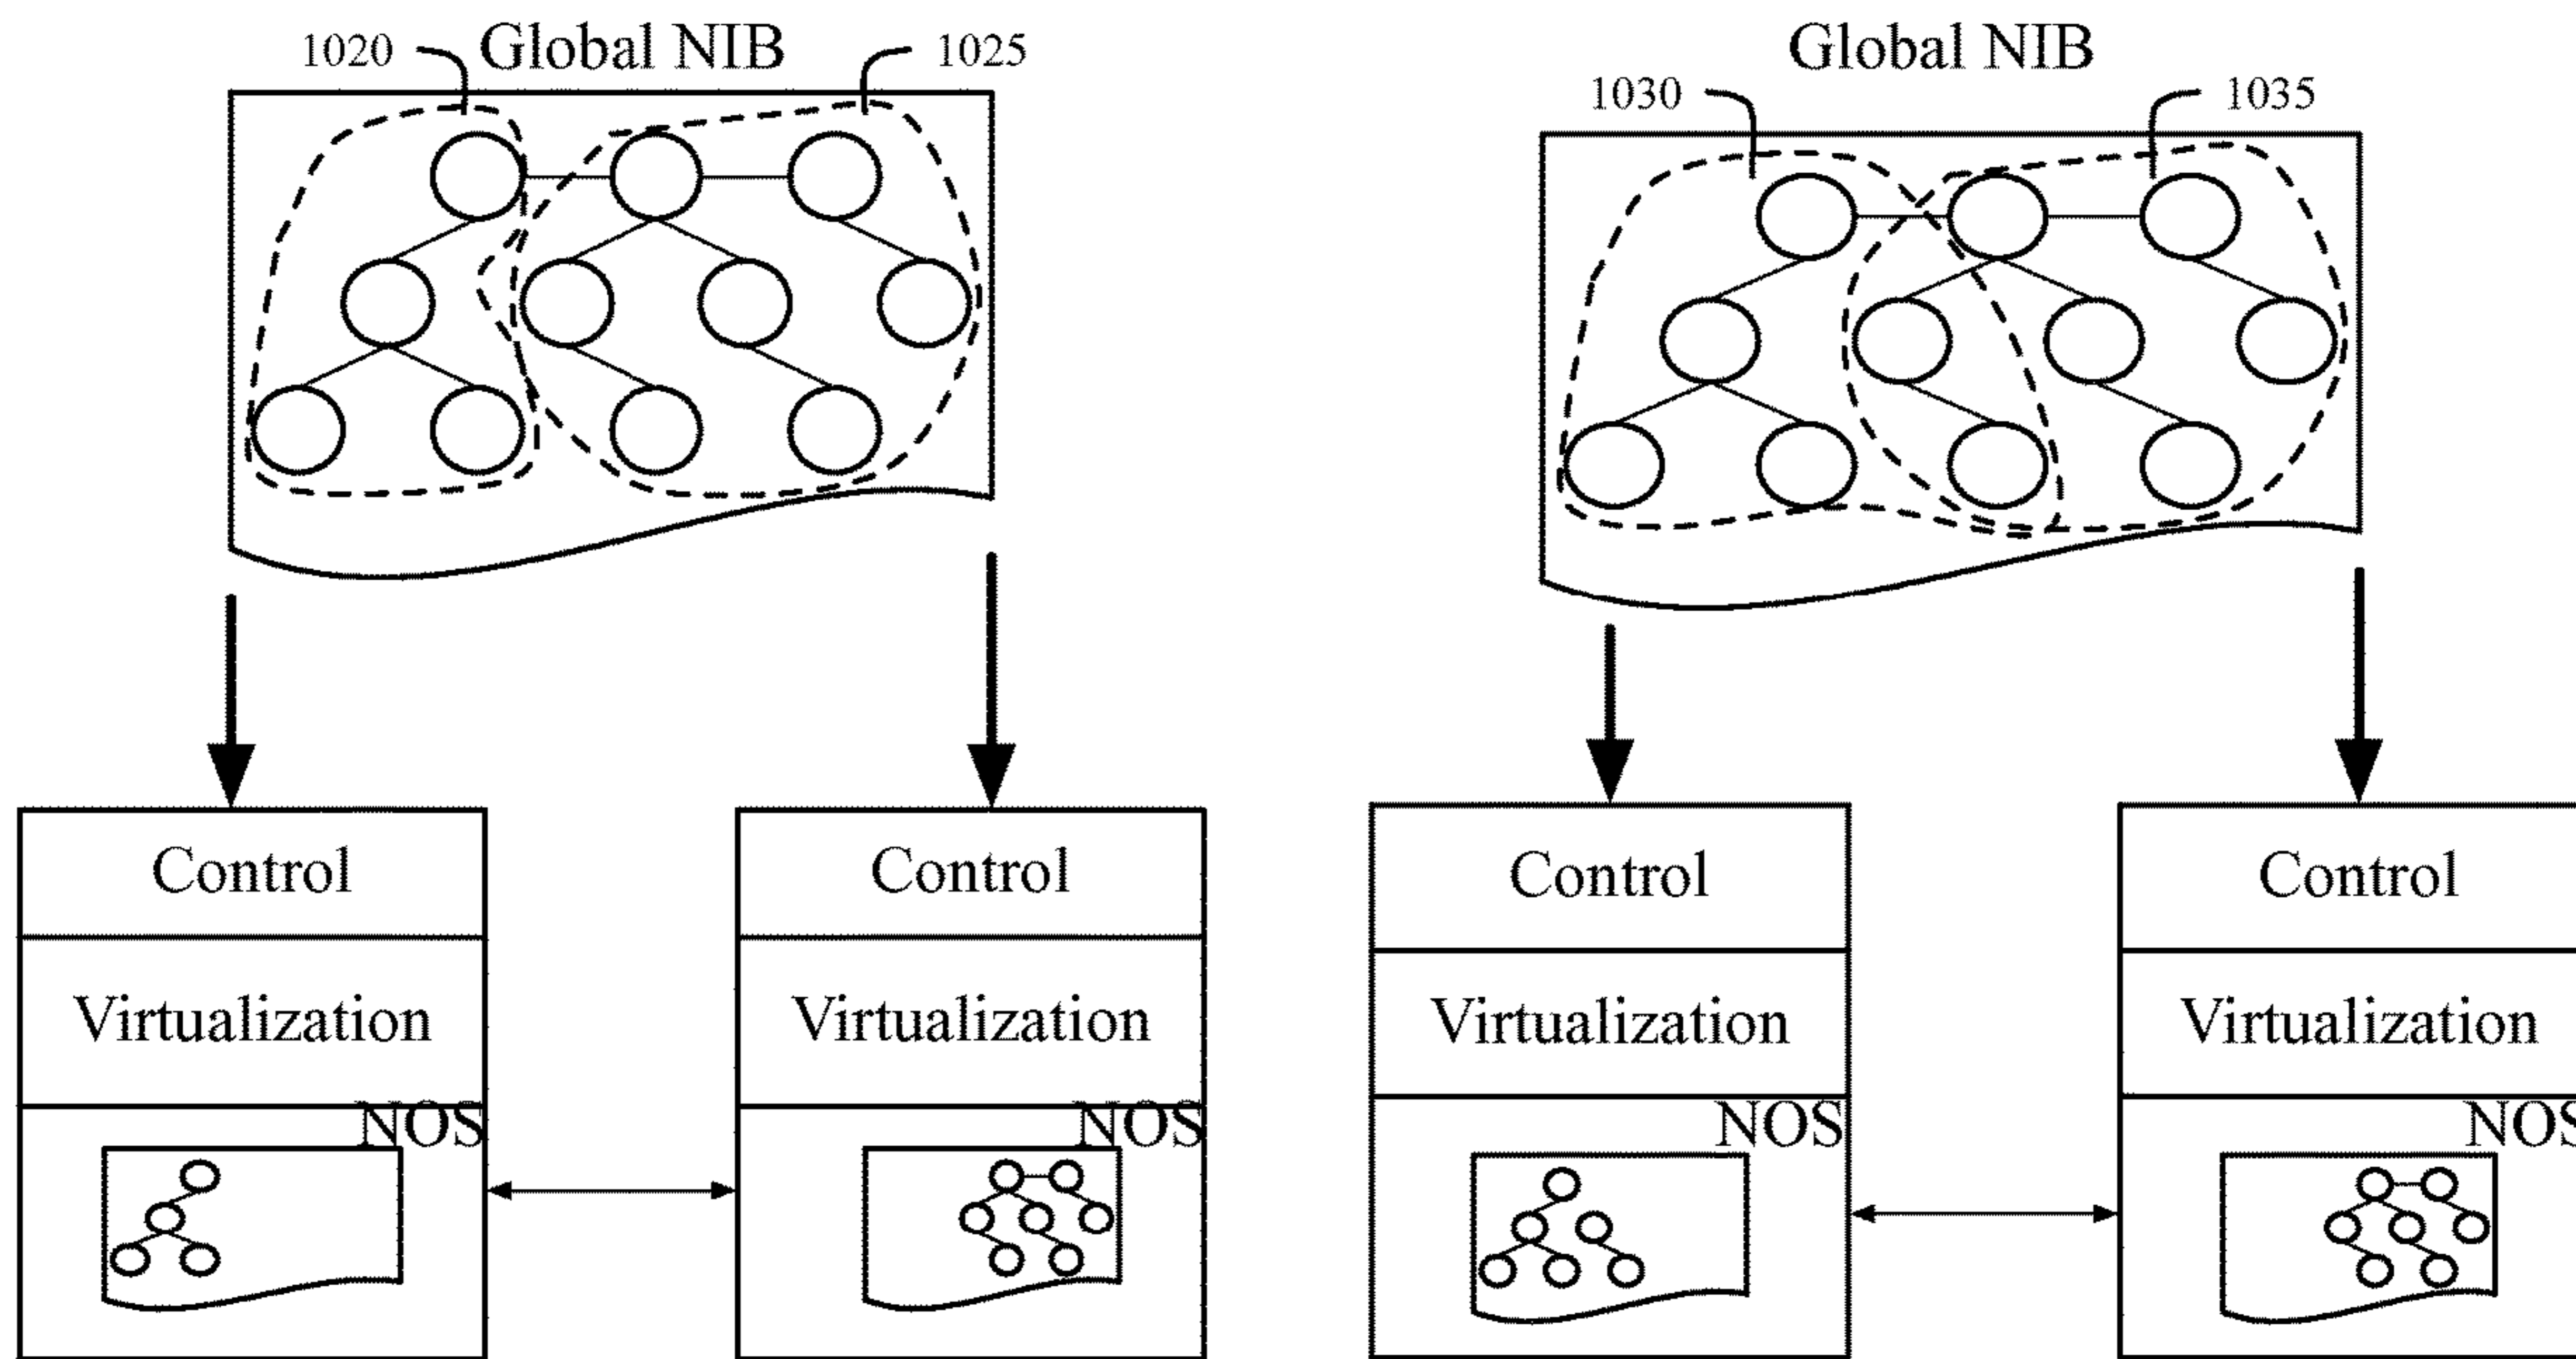 1020
Global NIB
1025
Control
Virtualization
NOS
Control
Virtualization
NOS
Global NIB
1030
1035
Control
Virtualization
NOS
Control
Virtualization
NOS